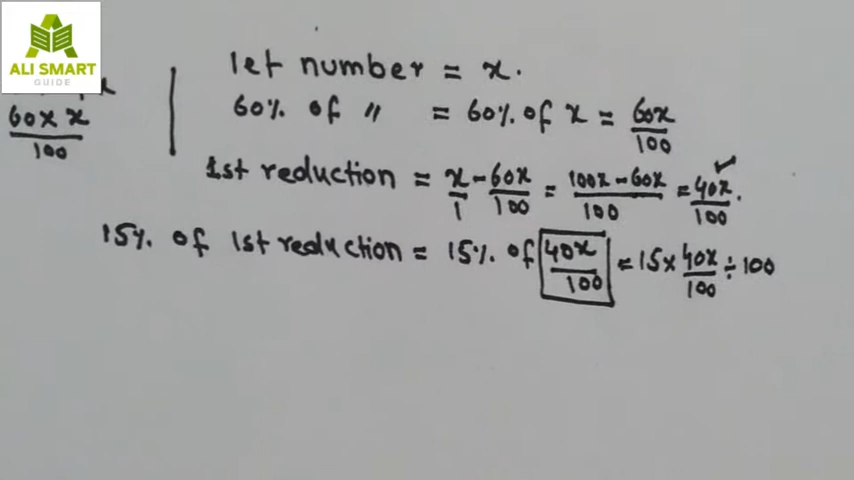 ALI SMART
GUIDE
60 x x
100
let number = x.
60% of " = 60% of x = 60x/100
1st reduction = x/1 - 60x/100 = 100x - 60x/100 = 40x/100.
15% of 1st reduction = 15% of 40x/100 = 15 x 40x/100 ÷ 100